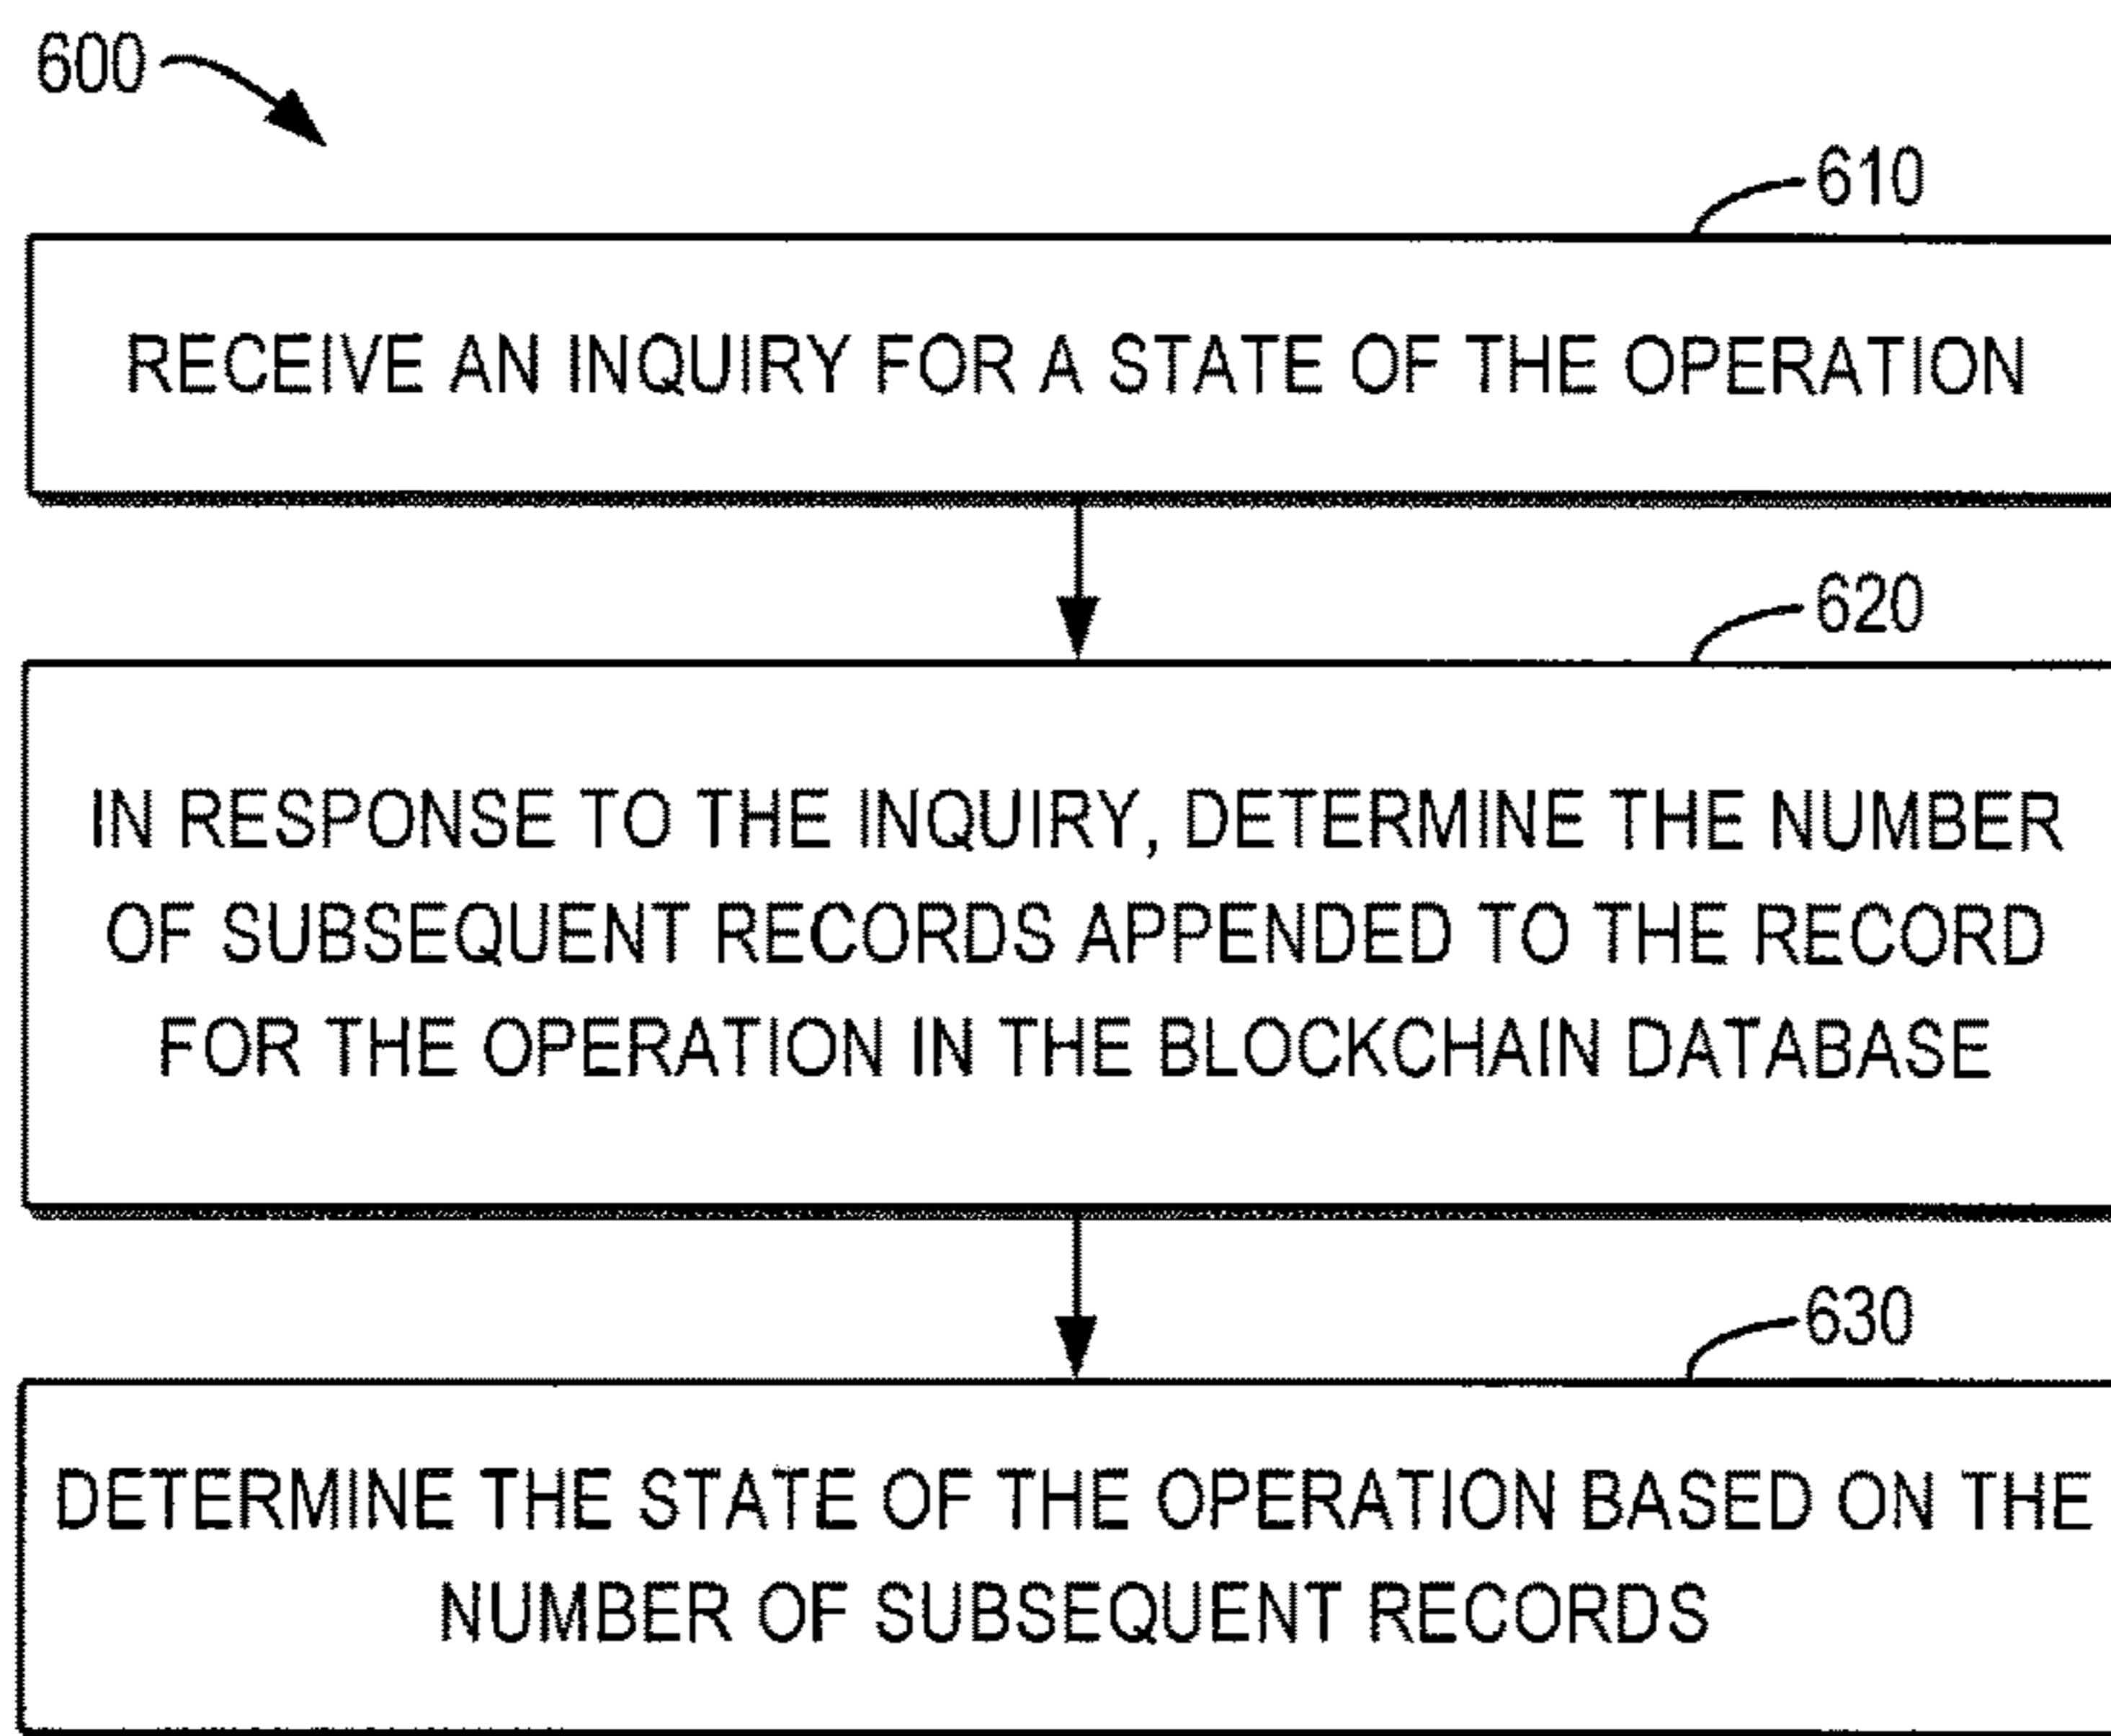 600
610
RECEIVE AN INQUIRY FOR A STATE OF THE OPERATION
620
IN RESPONSE TO THE INQUIRY, DETERMINE THE NUMBER
OF SUBSEQUENT RECORDS APPENDED TO THE RECORD
FOR THE OPERATION IN THE BLOCKCHAIN DATABASE
630
DETERMINE THE STATE OF THE OPERATION BASED ON THE
NUMBER OF SUBSEQUENT RECORDS